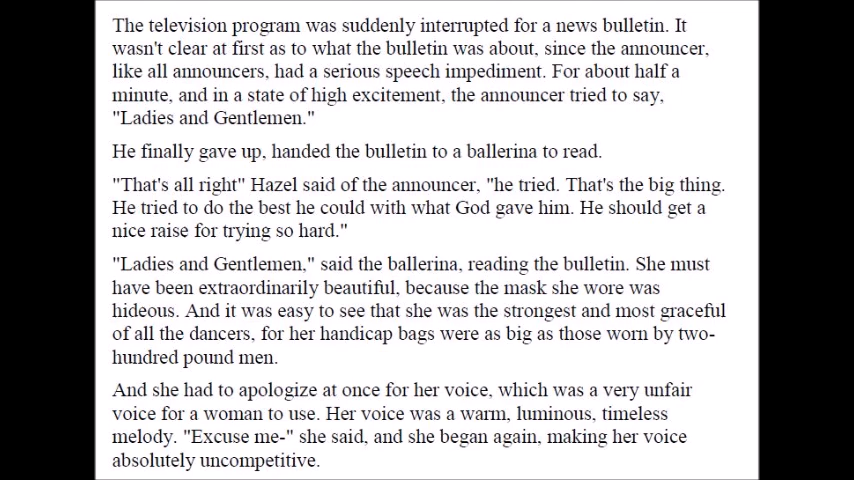 The television program was suddenly interrupted for a news bulletin. It
wasn't clear at first as to what the bulletin was about, since the announcer,
like all announcers, had a serious speech impediment. For about half a
minute, and in a state of high excitement, the announcer tried to say,
"Ladies and Gentlemen."
He finally gave up, handed the bulletin to a ballerina to read.
"That's all right" Hazel said of the announcer, "he tried. That's the big thing.
He tried to do the best he could with what God gave him. He should get a
nice raise for trying so hard."
"Ladies and Gentlemen," said the ballerina, reading the bulletin. She must
have been extraordinarily beautiful, because the mask she wore was
hideous. And it was easy to see that she was the strongest and most graceful
of all the dancers, for her handicap bags were as big as those worn by two-
hundred pound men.
And she had to apologize at once for her voice, which was a very unfair
voice for a woman to use. Her voice was a warm, luminous, timeless
melody. "Excuse me-" she said, and she began again, making her voice
absolutely uncompetitive.